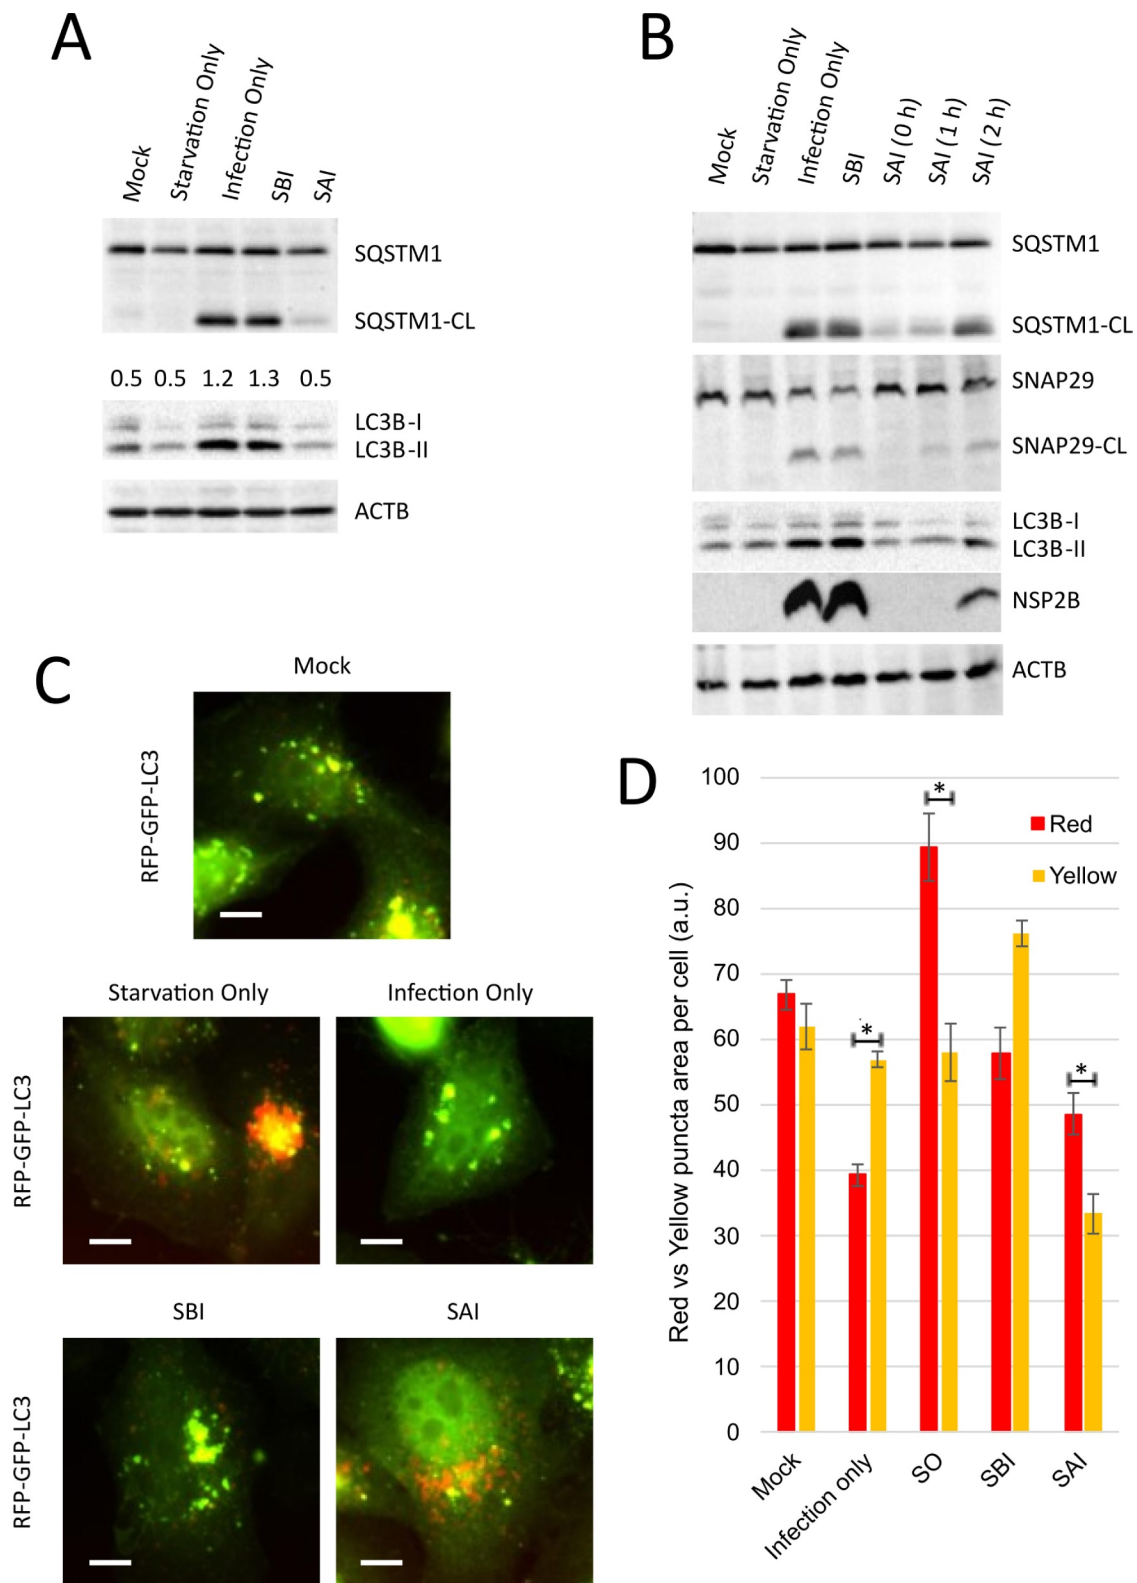 A
Mock
Starvation Only
Infection Only
SBI
SAI
SQSTM1
SQSTM1-CL
0.5 0.5 1.2 1.3 0.5
LC3B-I
LC3B-II
ACTB
B
Mock
Starvation Only
Infection Only
SBI
SAI (0 h)
SAI (1 h)
SAI (2 h)
SQSTM1
SQSTM1-CL
SNAP29
SNAP29-CL
LC3B-I
LC3B-II
NSP2B
ACTB
C
Mock
RFP-GFP-LC3
Starvation Only
Infection Only
RFP-GFP-LC3
SBI
SAI
RFP-GFP-LC3
D
Red vs Yellow puncta area per cell (a.u.)
100
90
80
70
60
50
40
30
20
10
0
*
*
*
Red
Yellow
Mock
Infection only
SO
SBI
SAI